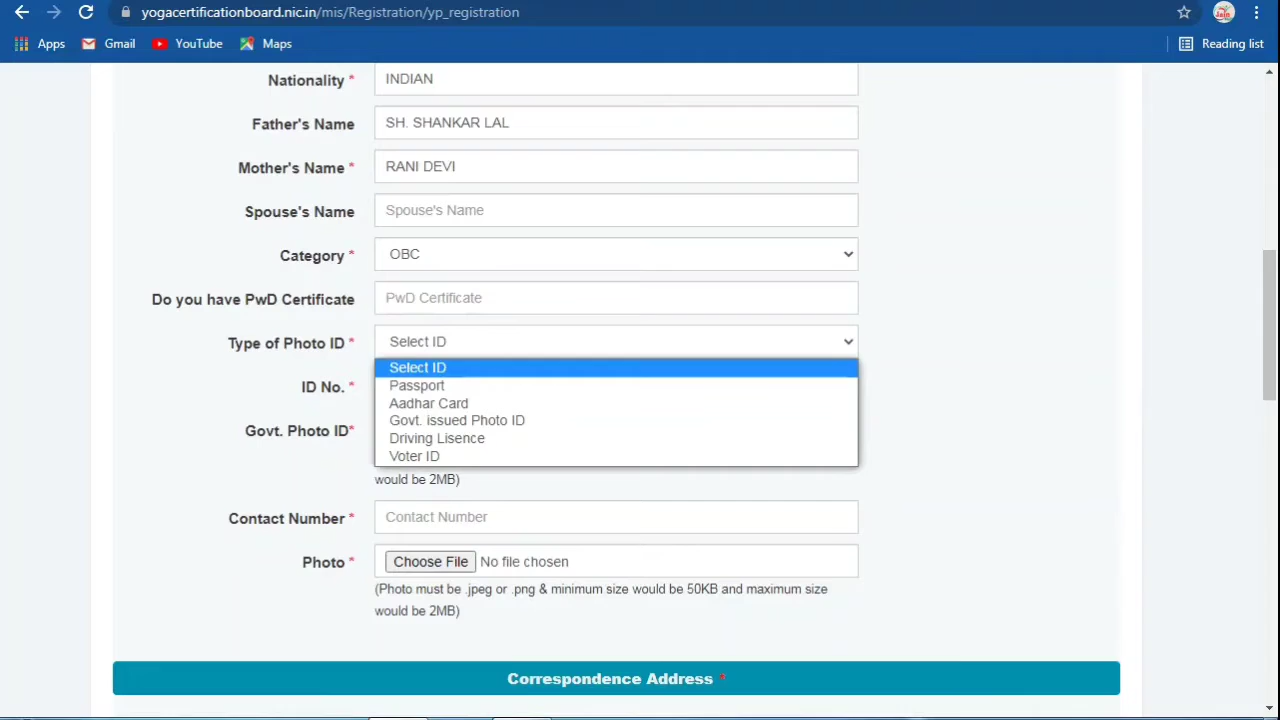 yogacertificationboard.nic.in/mis/Registration/yp_registration
Apps Gmail YouTube Maps Reading list
Nationality * INDIAN
Father's Name SH. SHANKAR LAL
Mother's Name * RANI DEVI
Spouse's Name Spouse's Name
Category * OBC
Do you have PwD Certificate PwD Certificate
Type of Photo ID * Select ID
Select ID
Passport
ID No. *
Aadhar Card
Govt. issued Photo ID
Govt. Photo ID*
Driving Lisence
Voter ID
would be 2MB)
Contact Number * Contact Number
Photo * Choose File No file chosen
(Photo must be .jpeg or .png & minimum size would be 50KB and maximum size
would be 2MB)
Correspondence Address *